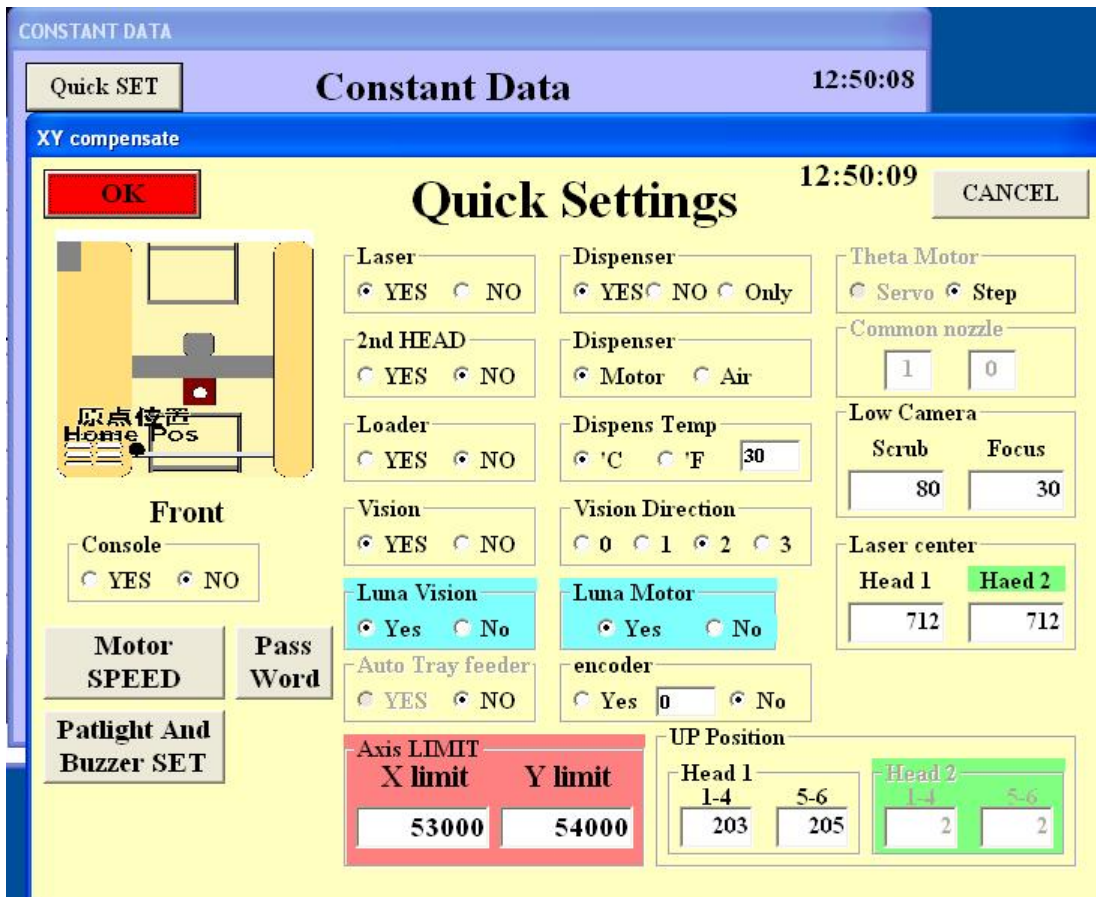 CONSTANT DATA
Quick SET
Constant Data
12:50:08
XY compensate
OK
Quick Settings
12:50:09
CANCEL
原点位置
Home Pos
Front
Console
YES NO
Motor SPEED
Pass Word
Patlight And Buzzer SET
Laser
YES NO
Dispenser
YES NO Only
Theta Motor
Servo Step
2nd HEAD
YES NO
Dispenser
Motor Air
Common nozzle
1 0
Loader
YES NO
Dispens Temp
'C 'F 30
Low Camera
Scrub Focus
80 30
Vision
YES NO
Vision Direction
0 1 2 3
Laser center
Head 1 Haed 2
712 712
Luna Vision
Yes No
Luna Motor
Yes No
Auto Tray feeder
YES NO
encoder
Yes 0 No
Axis LIMIT
X limit Y limit
53000 54000
UP Position
Head 1
1-4 5-6
203 205
Head 2
1-4 5-6
2 2